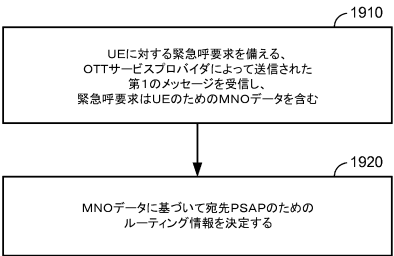 1910
UEに対する緊急呼要求を備える、
OTTサービスプロバイダによって送信された
第1のメッセージを受信し、
緊急呼要求はUEのためのMNOデータを含む
1920
MNOデータに基づいて宛先PSAPのための
ルーティング情報を決定する